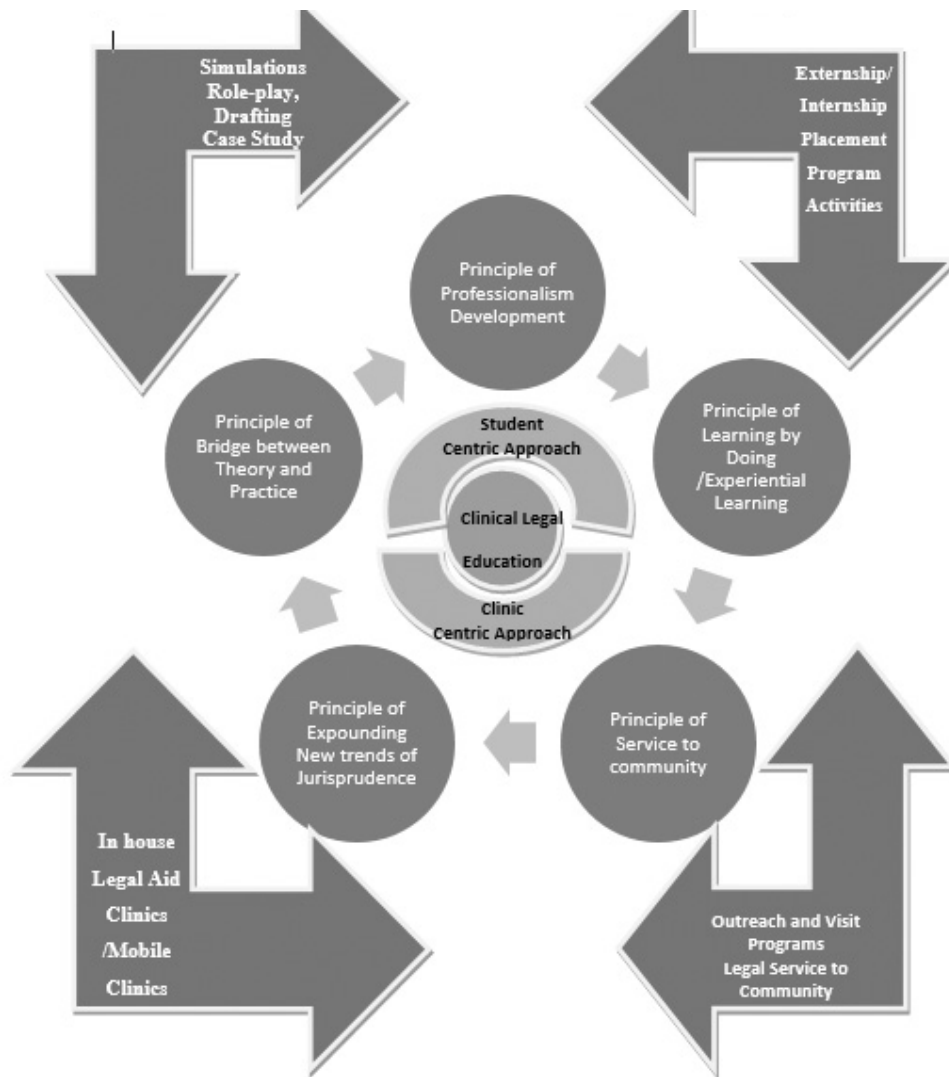 Simulations
Role-play,
Drafting
Case Study
Externship/
Internship
Placement
Program
Activities
Principle of
Professionalism
Development
Principle of
Bridge between
Theory and
Practice
Student
Centric Approach
Principle of
Learning by
Doing
/Experiential
Learning
Clinical Legal
Education
Clinic
Centric Approach
Principle of
Expounding
New trends of
Jurisprudence
Principle of
Service to
community
In house
Legal Aid
Clinics
/Mobile
Clinics
Outreach and Visit
Programs
Legal Service to
Community